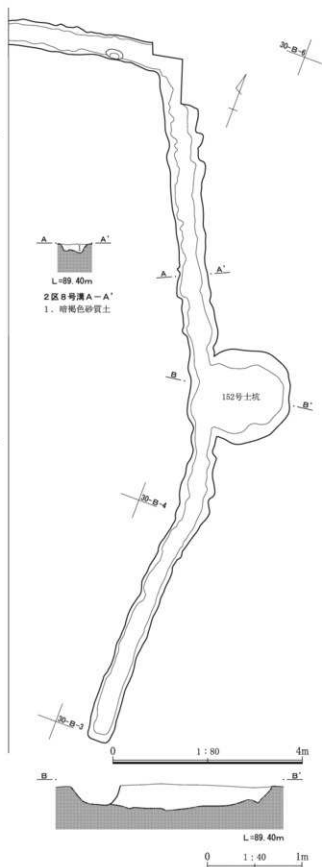 30-B-6
A A'
L=89.40m
2区8号溝A－A'
1．暗褐色砂質土
A A'
B
152号土坑
B'
30-B-4
30-B-3
0 1：80 4m
B B'
L=89.40m
0 1：40 1m